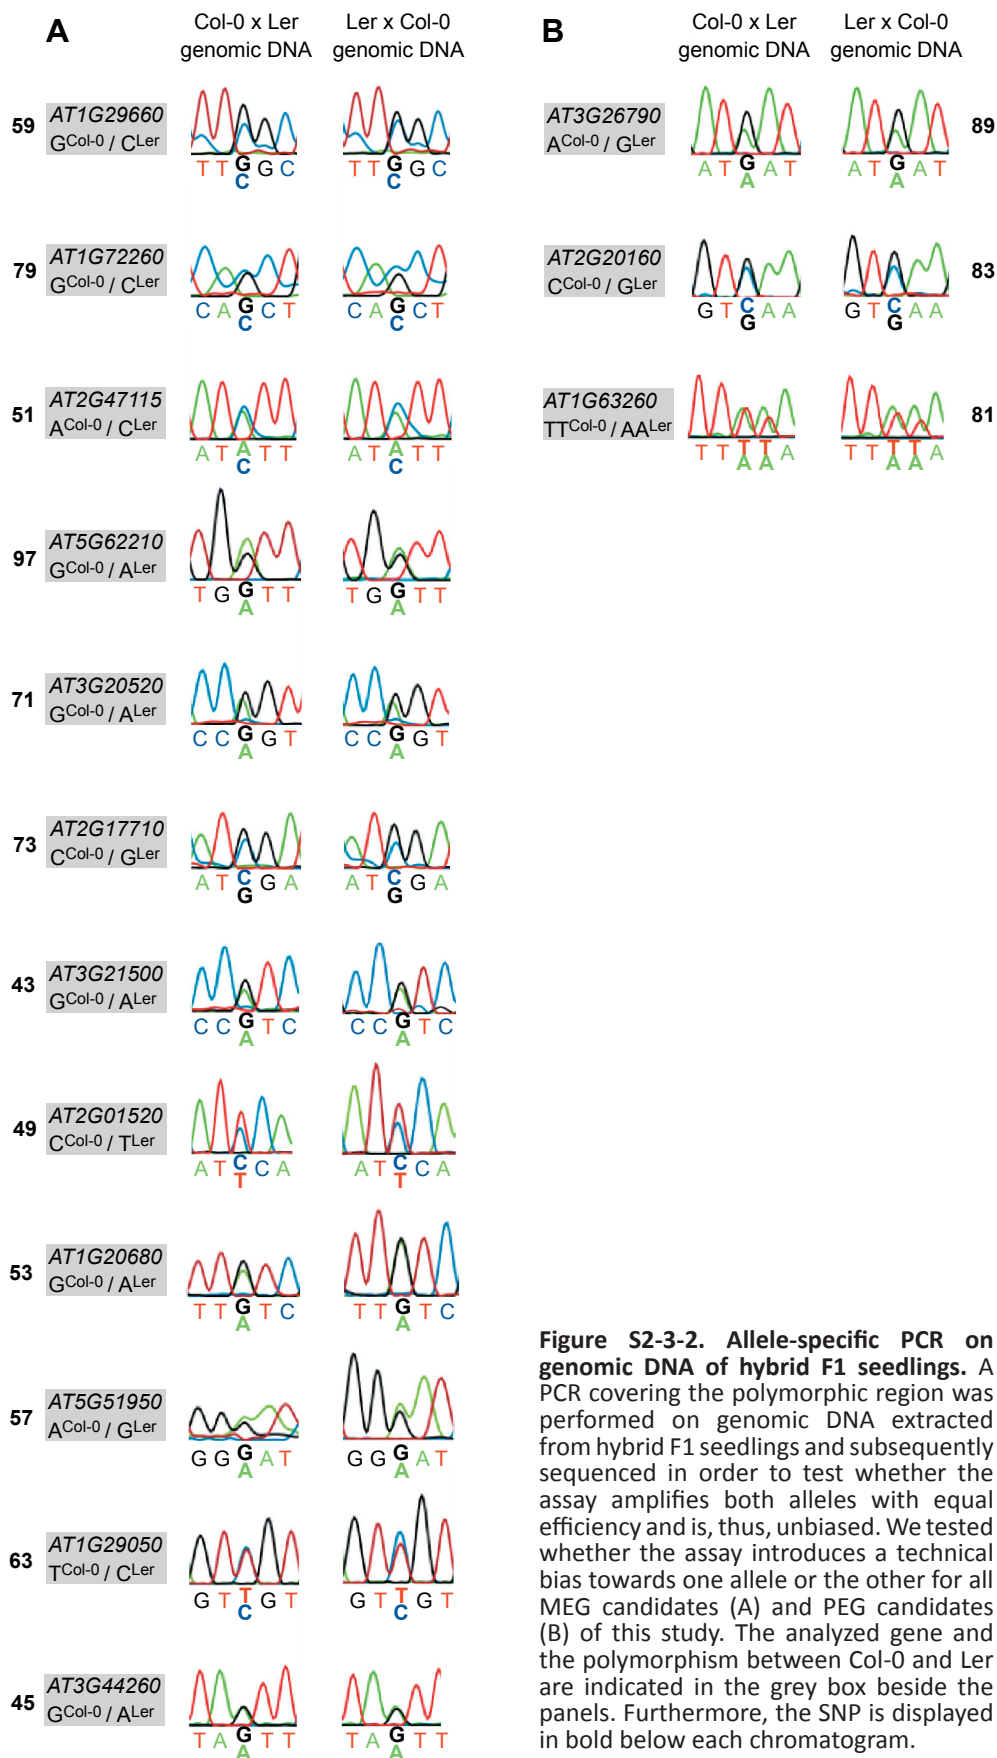 A
Col-0 x Ler
genomic DNA
Ler x Col-0
genomic DNA
59
AT1G29660
GCol-0 / CLer
T T G G C
C
T T G G C
C
79
AT1G72260
GCol-0 / CLer
C A G C T
C
C A G C T
C
51
AT2G47115
ACol-0 / CLer
A T A T T
C
A T A T T
C
97
AT5G62210
GCol-0 / ALer
T G G T T
A
T G G T T
A
71
AT3G20520
GCol-0 / ALer
C C G G T
A
C C G G T
A
73
AT2G17710
CCol-0 / GLer
A T C G A
G
A T C G A
G
43
AT3G21500
GCol-0 / ALer
C C G T C
A
C C G T C
A
49
AT2G01520
CCol-0 / TLer
A T C C A
T
A T C C A
T
53
AT1G20680
GCol-0 / ALer
T T G T C
A
T T G T C
A
57
AT5G51950
ACol-0 / GLer
G G G A T
A
G G G A T
A
63
AT1G29050
TCol-0 / CLer
G T T G T
C
G T T G T
C
45
AT3G44260
GCol-0 / ALer
T A G T T
A
T A G T T
A
B
Col-0 x Ler
genomic DNA
Ler x Col-0
genomic DNA
AT3G26790
ACol-0 / GLer
A T G A T
A
A T G A T
A
89
AT2G20160
CCol-0 / GLer
G T C A A
G
G T C A A
G
83
AT1G63260
TTCol-0 / AALer
T T T T A
A A
T T T T A
A A
81
Figure S2-3-2. Allele-specific PCR on
genomic DNA of hybrid F1 seedlings. A
PCR covering the polymorphic region was
performed on genomic DNA extracted
from hybrid F1 seedlings and subsequently
sequenced in order to test whether the
assay amplifies both alleles with equal
efficiency and is, thus, unbiased. We tested
whether the assay introduces a technical
bias towards one allele or the other for all
MEG candidates (A) and PEG candidates
(B) of this study. The analyzed gene and
the polymorphism between Col-0 and Ler
are indicated in the grey box beside the
panels. Furthermore, the SNP is displayed
in bold below each chromatogram.